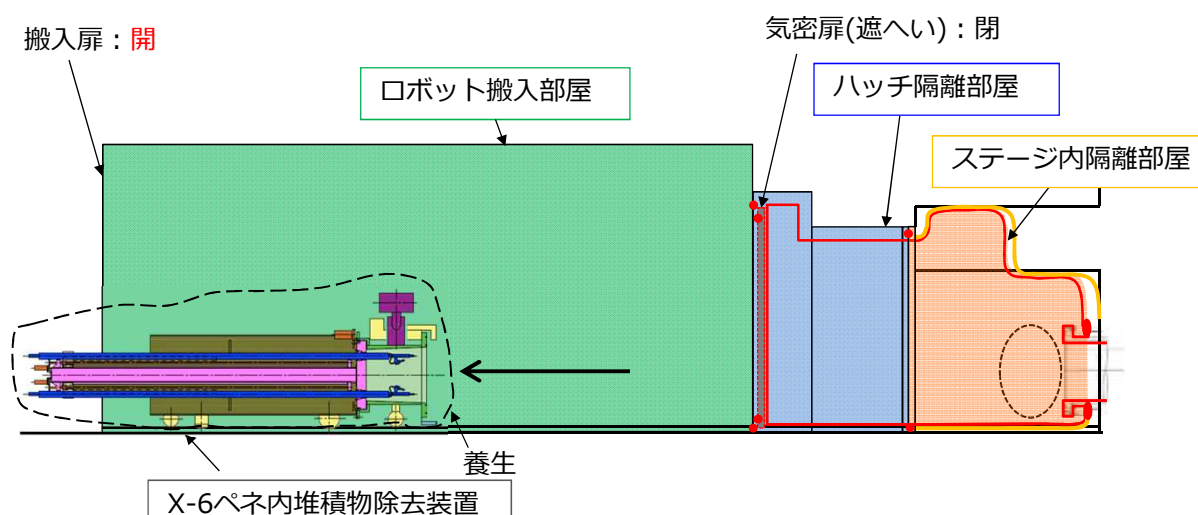 搬入扉：開
気密扉(遮へい)：閉
ロボット搬入部屋
ハッチ隔離部屋
ステージ内隔離部屋
養生
X-6ペネ内堆積物除去装置